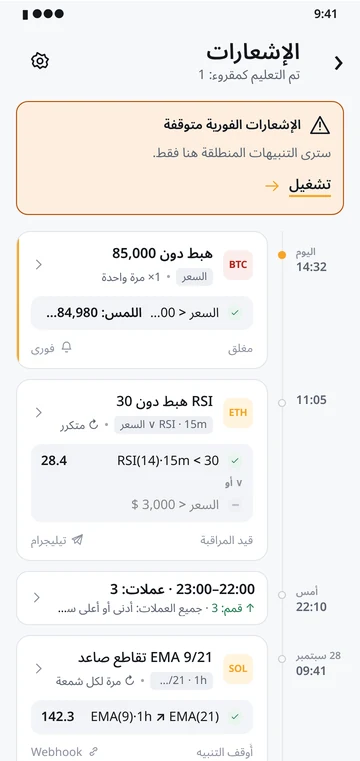 9:41
الإشعارات
تم التعليم كمقروء: 1
الإشعارات الفورية متوقفة
سترى التنبيهات المنطلقة هنا فقط.
تشغيل
اليوم
14:32
BTC
هبط دون 85,000
السعر • 1× مرة واحدة
السعر < 00... اللمس: 84,980...
مغلق
فوري
11:05
ETH
RSI هبط دون 30
RSI · 15m ∨ السعر • متكرر
RSI(14)·15m < 30 28.4
∨ أو
السعر < 3,000 $
قيد المراقبة
تيليجرام
أمس
22:10
22:00–23:00 · عملات: 3
↑ قمم: 3 · جميع العملات: أدنى أو أعلى س...
28 سبتمبر
09:41
SOL
EMA 9/21 تقاطع صاعد
.../21 · 1h • مرة لكل شمعة
EMA(9)·1h ↗ EMA(21) 142.3
أوقف التنبيه
Webhook